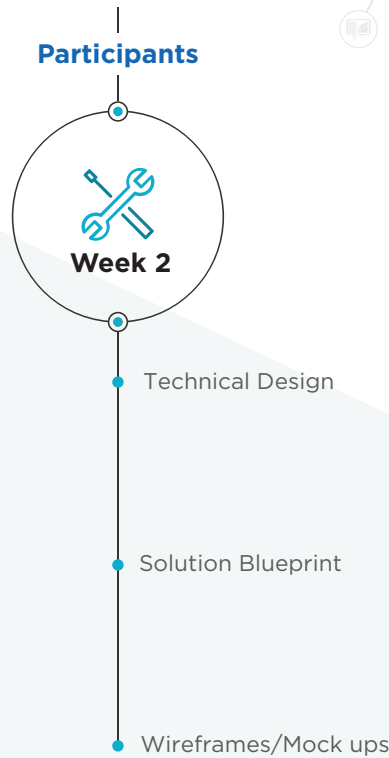 Participants
Week 2
Technical Design
Solution Blueprint
Wireframes/Mock ups